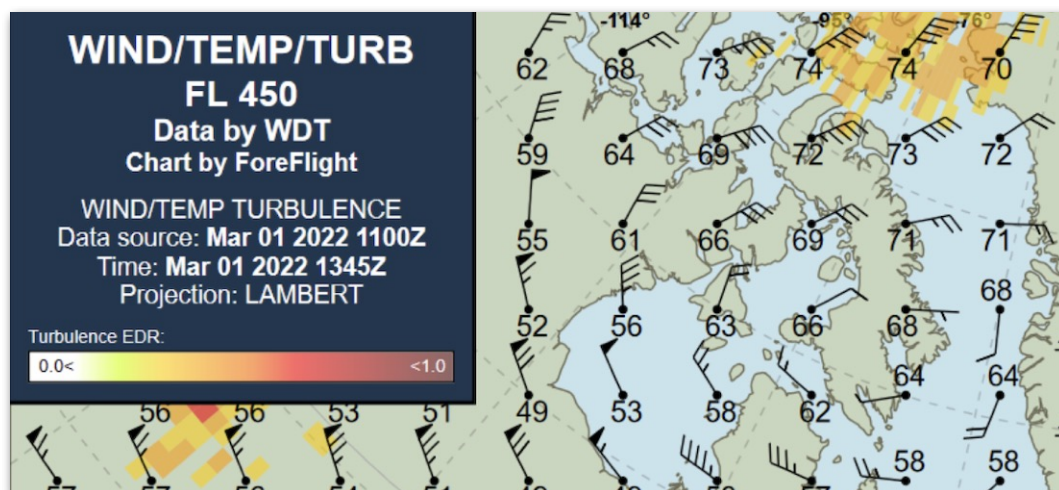 WIND/TEMP/TURB
FL 450
Data by WDT
Chart by ForeFlight
WIND/TEMP TURBULENCE
Data source: Mar 01 2022 1100Z
Time: Mar 01 2022 1345Z
Projection: LAMBERT
Turbulence EDR:
0.0< <1.0
-114° -95° -76°
62 68 73 74 74 70
59 64 69 72 73 72
55 61 66 69 71 71
68
52 56 63 66 68
64 64
56 56 53 51 49 53 58 62
58 58